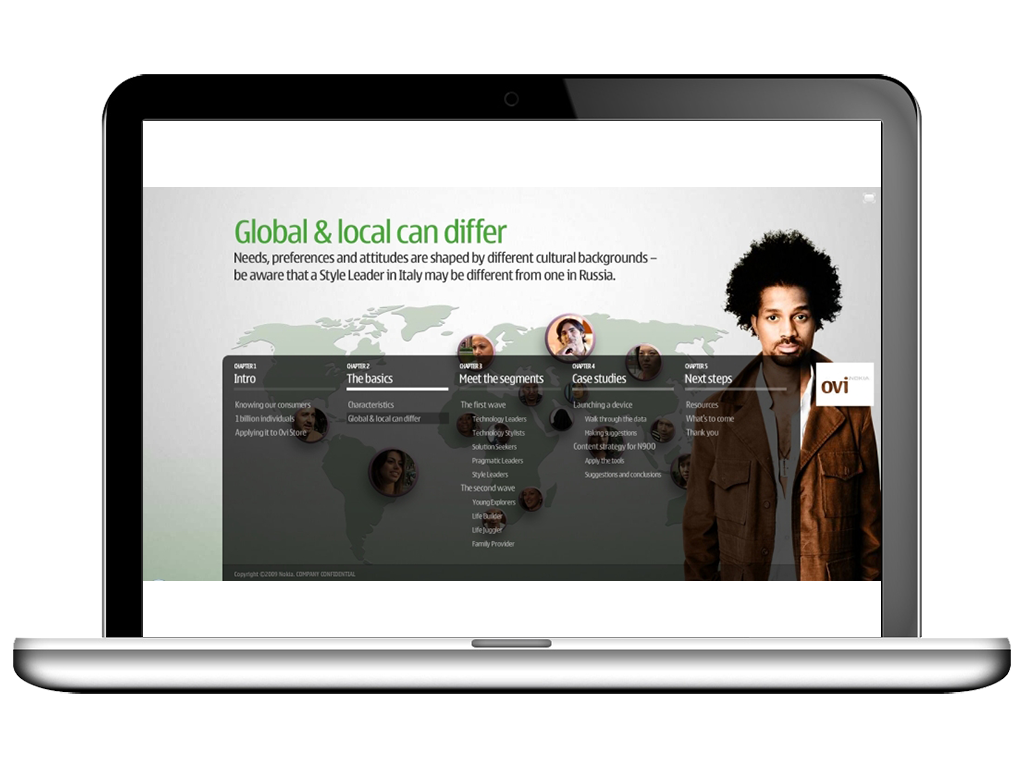 Global & local can differ
Needs, preferences and attitudes are shaped by different cultural backgrounds –
be aware that a Style Leader in Italy may be different from one in Russia.
CHAPTER 1
Intro
Knowing our consumers
1 billion individuals
Applying it to Ovi Store
CHAPTER 2
The basics
Characteristics
Global & local can differ
CHAPTER 3
Meet the segments
The first wave
Technology Leaders
Technology Stylists
Solution Seekers
Pragmatic Leaders
Style Leaders
The second wave
Young Explorers
Life Builder
Life Juggler
Family Provider
CHAPTER 4
Case studies
Launching a device
Walk through the data
Making suggestions
Content strategy for N900
Apply the tools
Suggestions and conclusions
CHAPTER 5
Next steps
Resources
What's to come
Thank you
ovi
Copyright ©2009 Nokia. COMPANY CONFIDENTIAL